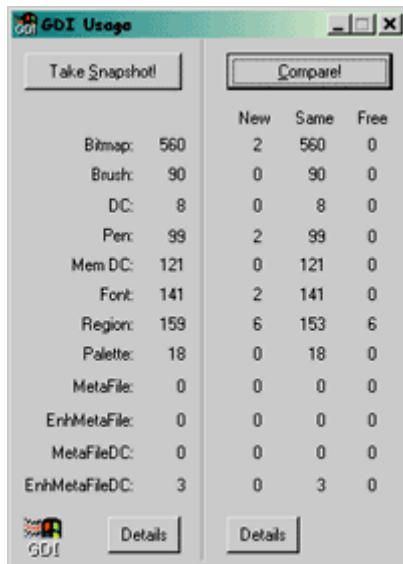 GDI Usage
Take Snapshot! Compare!
New Same Free
Bitmap: 560 2 560 0
Brush: 90 0 90 0
DC: 8 0 8 0
Pen: 99 2 99 0
Mem DC: 121 0 121 0
Font: 141 2 141 0
Region: 159 6 153 6
Palette: 18 0 18 0
MetaFile: 0 0 0 0
EnhMetaFile: 0 0 0 0
MetaFileDC: 0 0 0 0
EnhMetaFileDC: 3 0 3 0
GDI Details Details